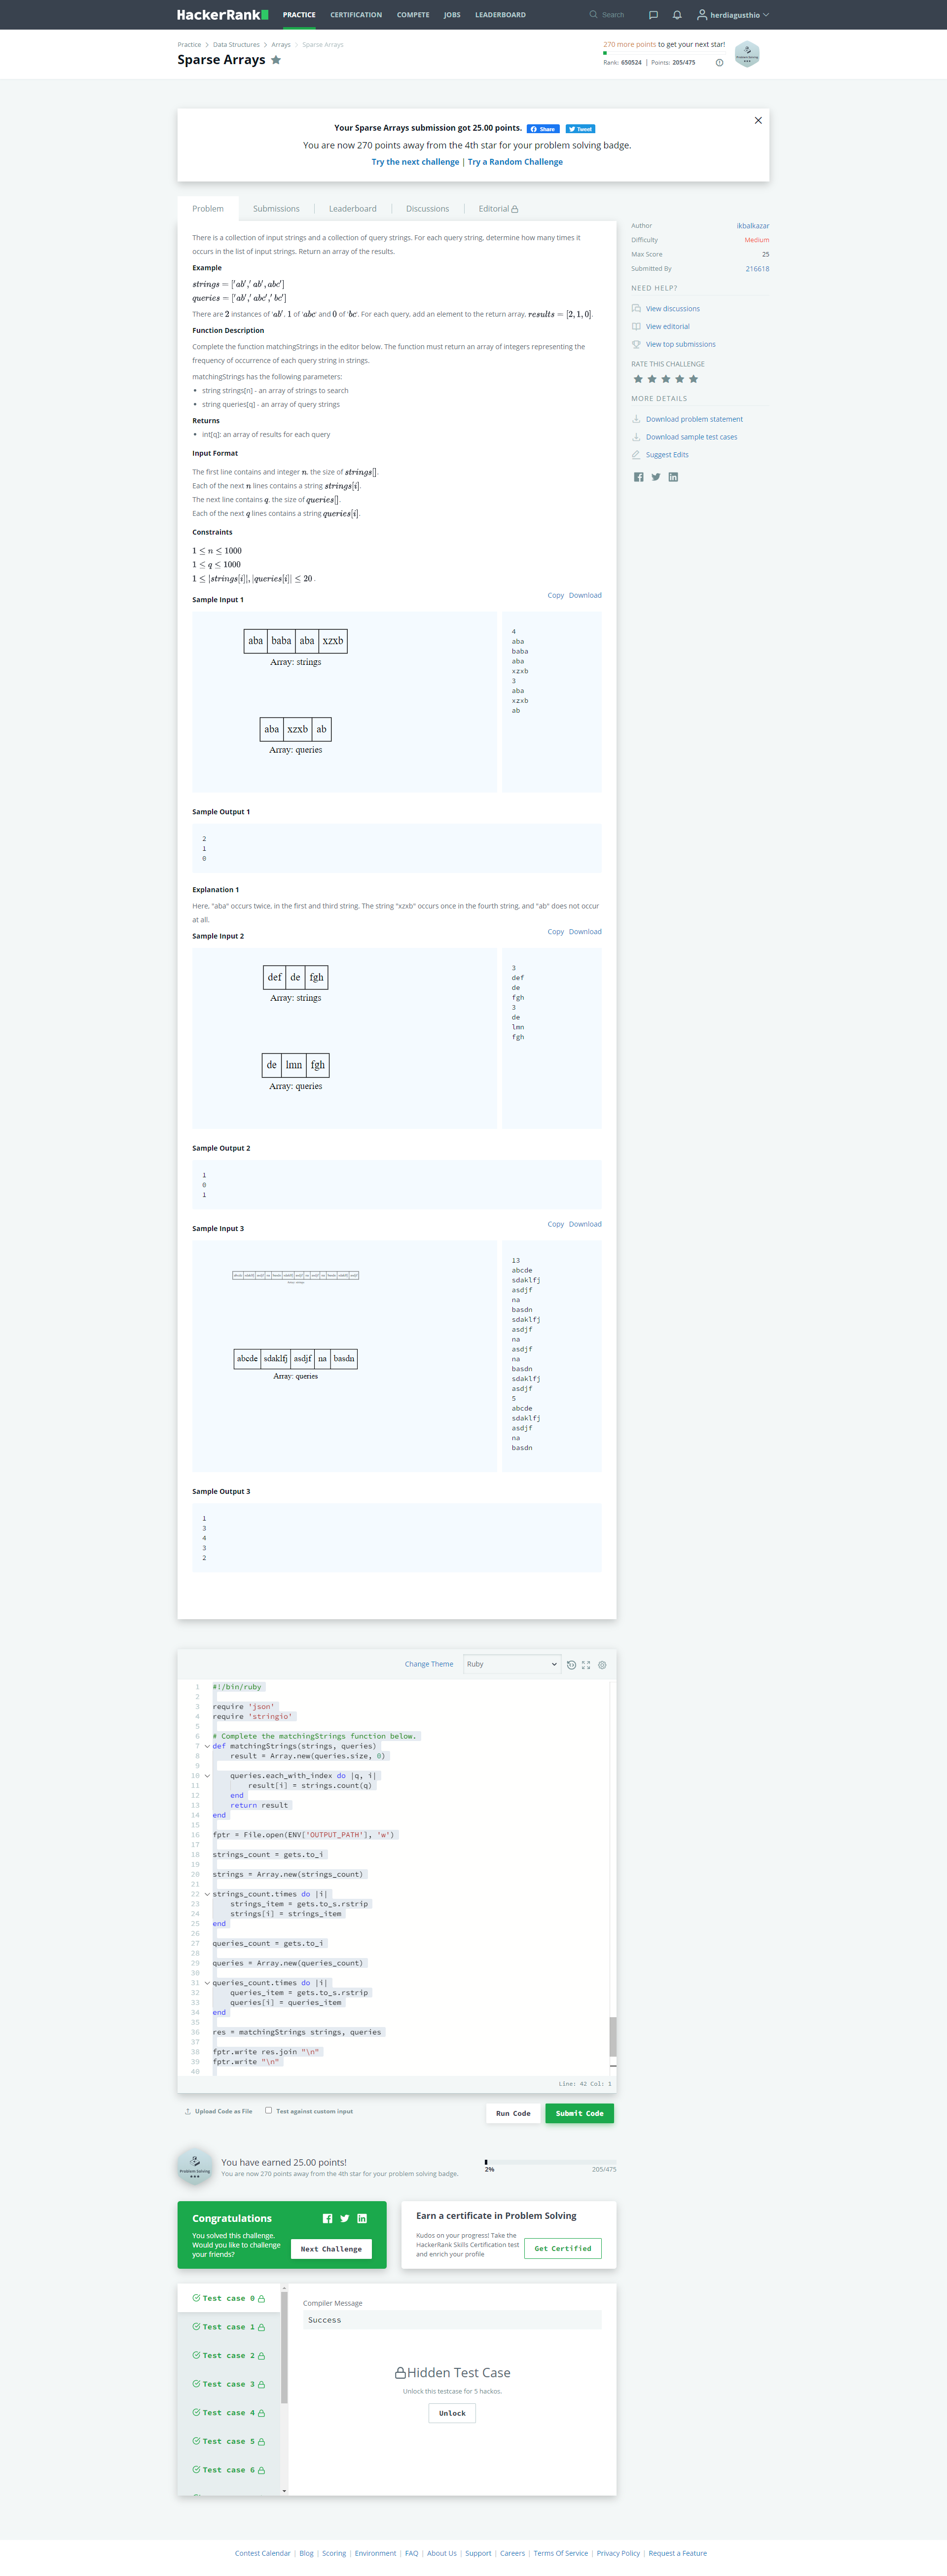 HackerRank
PRACTICE CERTIFICATION COMPETE JOBS LEADERBOARD
Search
herdiagusthio
Practice > Data Structures > Arrays > Sparse Arrays
Sparse Arrays
270 more points to get your next star!
Rank: 650524 | Points: 205/475
Problem Solving
Your Sparse Arrays submission got 25.00 points. Share Tweet
You are now 270 points away from the 4th star for your problem solving badge.
Try the next challenge | Try a Random Challenge
Problem Submissions Leaderboard Discussions Editorial
There is a collection of input strings and a collection of query strings. For each query string, determine how many times it
occurs in the list of input strings. Return an array of the results.
Example
strings = ['ab',' ab', abc']
queries = ['ab',' abc',' bc']
There are 2 instances of 'ab', 1 of 'abc' and 0 of 'bc'. For each query, add an element to the return array, results = [2, 1, 0].
Function Description
Complete the function matchingStrings in the editor below. The function must return an array of integers representing the
frequency of occurrence of each query string in strings.
matchingStrings has the following parameters:
• string strings[n] - an array of strings to search
• string queries[q] - an array of query strings
Returns
• int[q]: an array of results for each query
Input Format
The first line contains and integer n, the size of strings[].
Each of the next n lines contains a string strings[i].
The next line contains q, the size of queries[].
Each of the next q lines contains a string queries[i].
Constraints
1 ≤ n ≤ 1000
1 ≤ q ≤ 1000
1 ≤ |strings[i]|, |queries[i]| ≤ 20 .
Sample Input 1
Copy Download
aba baba aba xzxb
Array: strings
aba xzxb ab
Array: queries
4
aba
baba
aba
xzxb
3
aba
xzxb
ab
Sample Output 1
2
1
0
Explanation 1
Here, "aba" occurs twice, in the first and third string. The string "xzxb" occurs once in the fourth string, and "ab" does not occur
at all.
Sample Input 2
Copy Download
def de fgh
Array: strings
de lmn fgh
Array: queries
3
def
de
fgh
3
de
lmn
fgh
Sample Output 2
1
0
1
Sample Input 3
Copy Download
abcde sdaklfj asdjf na basdn
Array: queries
13
abcde
sdaklfj
asdjf
na
basdn
sdaklfj
asdjf
na
asdjf
na
basdn
sdaklfj
asdjf
5
abcde
sdaklfj
asdjf
na
basdn
Sample Output 3
1
3
4
3
2
Author ikbalkazar
Difficulty Medium
Max Score 25
Submitted By 216618
NEED HELP?
View discussions
View editorial
View top submissions
RATE THIS CHALLENGE
MORE DETAILS
Download problem statement
Download sample test cases
Suggest Edits
Change Theme Ruby
1 #!/bin/ruby
2
3 require 'json'
4 require 'stringio'
5
6 # Complete the matchingStrings function below.
7 def matchingStrings(strings, queries)
8 result = Array.new(queries.size, 0)
9
10 queries.each_with_index do |q, i|
11 result[i] = strings.count(q)
12 end
13 return result
14 end
15
16 fptr = File.open(ENV['OUTPUT_PATH'], 'w')
17
18 strings_count = gets.to_i
19
20 strings = Array.new(strings_count)
21
22 strings_count.times do |i|
23 strings_item = gets.to_s.rstrip
24 strings[i] = strings_item
25 end
26
27 queries_count = gets.to_i
28
29 queries = Array.new(queries_count)
30
31 queries_count.times do |i|
32 queries_item = gets.to_s.rstrip
33 queries[i] = queries_item
34 end
35
36 res = matchingStrings strings, queries
37
38 fptr.write res.join "\n"
39 fptr.write "\n"
40
Line: 42 Col: 1
Upload Code as File Test against custom input
Run Code Submit Code
Problem Solving
You have earned 25.00 points!
You are now 270 points away from the 4th star for your problem solving badge.
2% 205/475
Congratulations
You solved this challenge.
Would you like to challenge
your friends?
Next Challenge
Earn a certificate in Problem Solving
Kudos on your progress! Take the
HackerRank Skills Certification test
and enrich your profile
Get Certified
Test case 0
Test case 1
Test case 2
Test case 3
Test case 4
Test case 5
Test case 6
Compiler Message
Success
Hidden Test Case
Unlock this testcase for 5 hackos.
Unlock
Contest Calendar | Blog | Scoring | Environment | FAQ | About Us | Support | Careers | Terms Of Service | Privacy Policy | Request a Feature